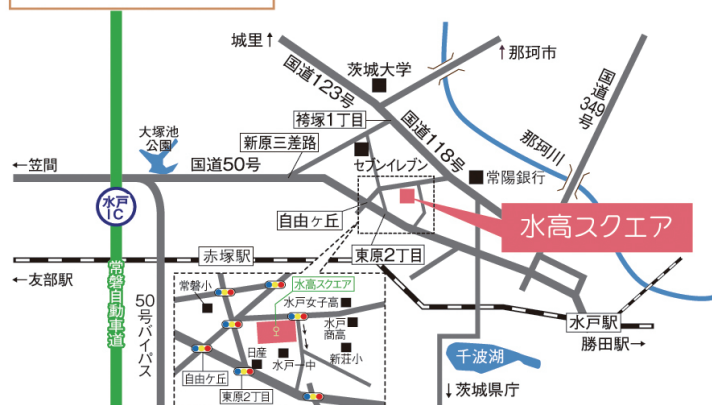 城里↑
↑那珂市
茨城大学
国道123号
国道349号
袴塚1丁目
国道118号
大塚池
公園
新原三差路
那珂川
←笠間
国道50号
セブンイレブン
常陽銀行
水戸
IC
自由ヶ丘
水高スクエア
東原2丁目
赤塚駅
←友部駅
常磐自動車道
50号バイパス
常磐小
水高スクエア
水戸女子高
水戸
商高
水戸駅
勝田駅→
自由ケ丘
日産
水戸一中
新荘小
千波湖
東原2丁目
↓茨城県庁